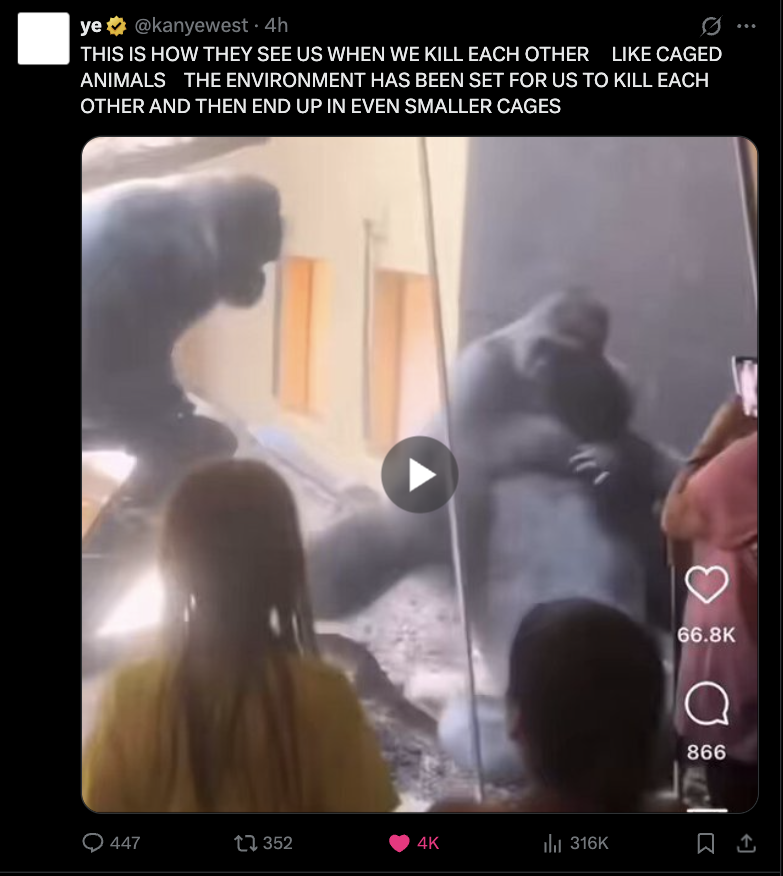 ye @kanyewest · 4h
THIS IS HOW THEY SEE US WHEN WE KILL EACH OTHER    LIKE CAGED
ANIMALS    THE ENVIRONMENT HAS BEEN SET FOR US TO KILL EACH
OTHER AND THEN END UP IN EVEN SMALLER CAGES
66.8K
866
447 352 4K 316K